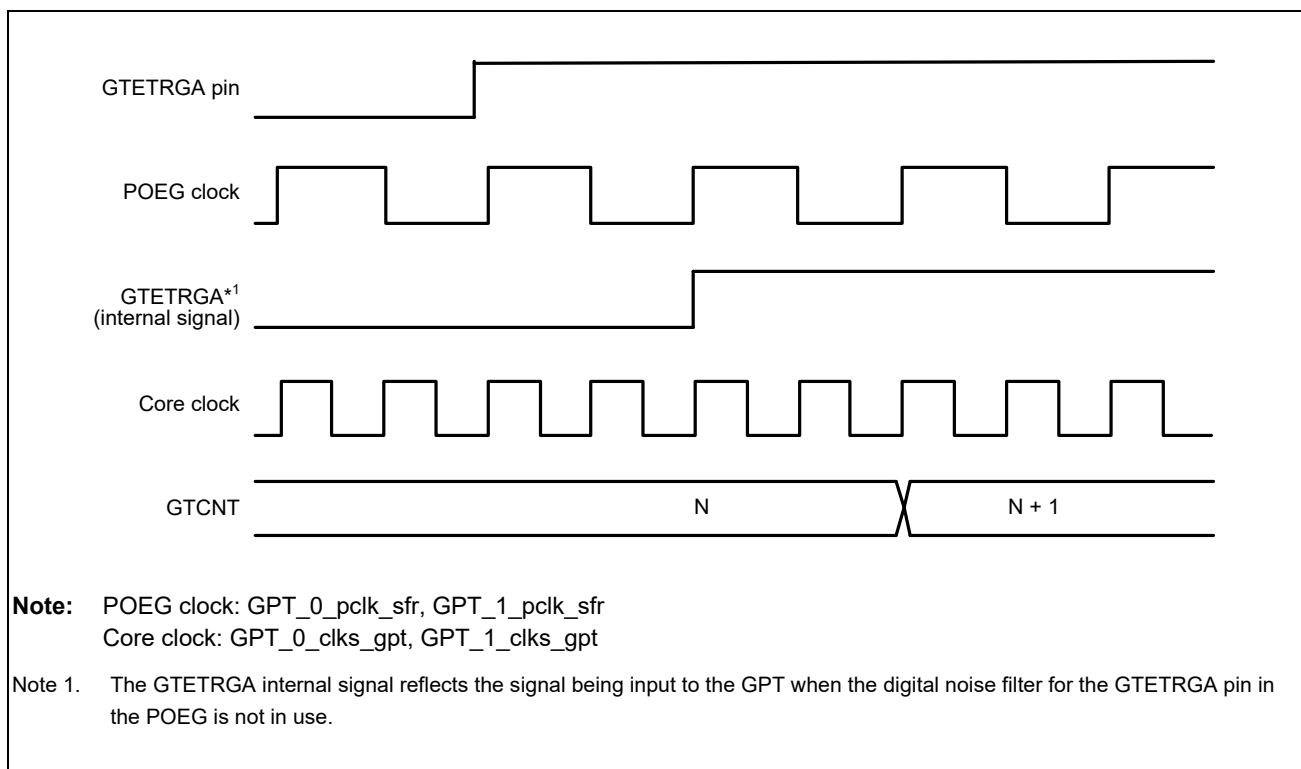 GTETRGA pin
POEG clock
GTETRGA*1
(internal signal)
Core clock
GTCNT
N
N + 1
Note: POEG clock: GPT_0_pclk_sfr, GPT_1_pclk_sfr
Core clock: GPT_0_clks_gpt, GPT_1_clks_gpt
Note 1. The GTETRGA internal signal reflects the signal being input to the GPT when the digital noise filter for the GTETRGA pin in
the POEG is not in use.